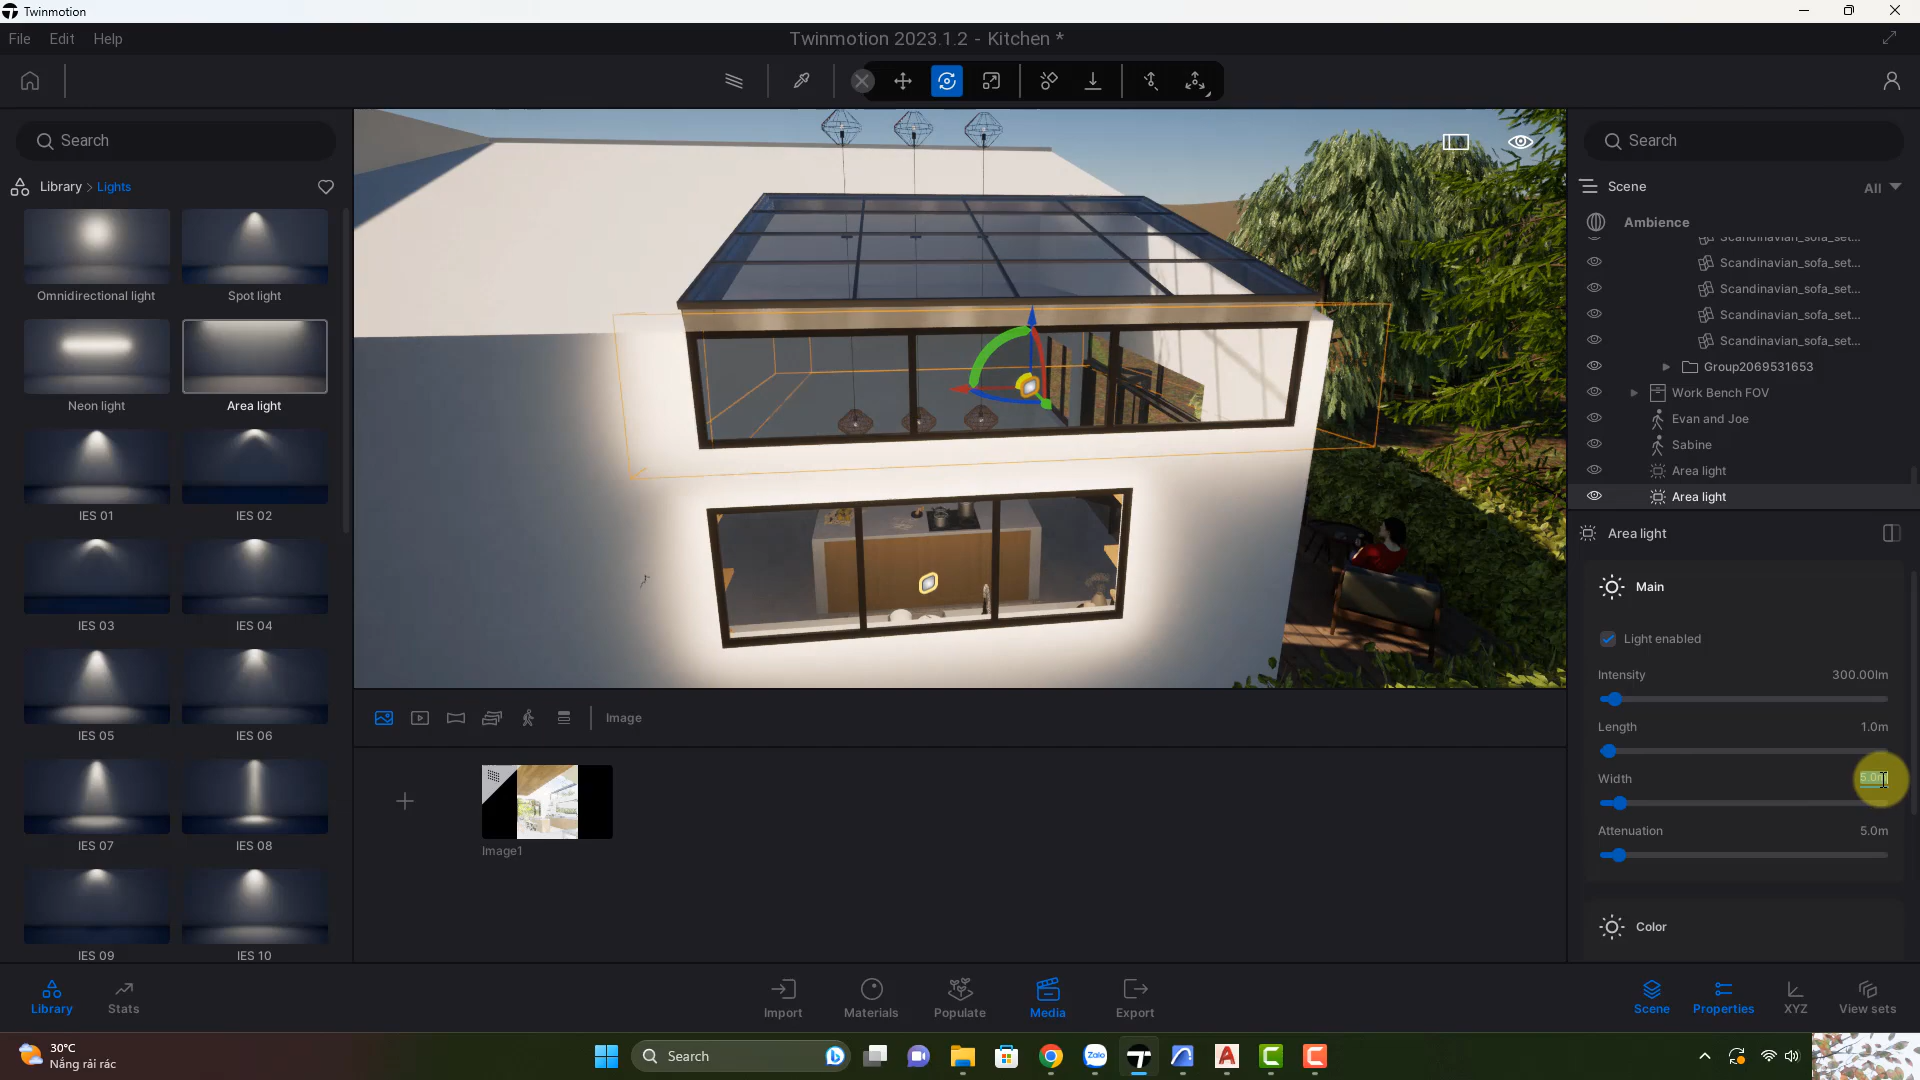 Twinmotion
File Edit Help
Twinmotion 2023.1.2 - Kitchen *
Search
Library > Lights
Omnidirectional light
Spot light
Neon light
Area light
IES 01
IES 02
IES 03
IES 04
IES 05
IES 06
IES 07
IES 08
IES 09
IES 10
Image
Image1
Search
Scene
All
Ambience
Scandinavian_sofa_set...
Scandinavian_sofa_set...
Scandinavian_sofa_set...
Scandinavian_sofa_set...
Scandinavian_sofa_set...
Group2069531653
Work Bench FOV
Evan and Joe
Sabine
Area light
Area light
Area light
Main
Light enabled
Intensity 300.00lm
Length 1.0m
Width 5.0m
Attenuation 5.0m
Color
Library
Stats
Import
Materials
Populate
Media
Export
Scene
Properties
XYZ
View sets
30°C
Nắng rải rác
Search
Zalo